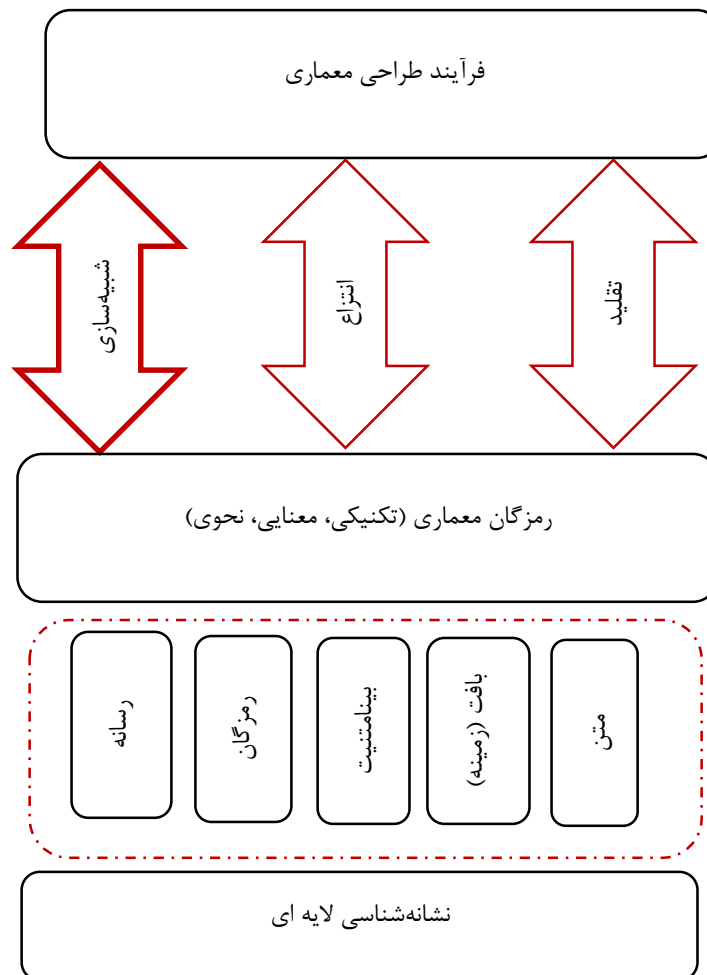 فرآیند طراحی معماری
تقلید
انتزاع
شبیه‌سازی
رمزگان معماری (تکنیکی، معنایی، نحوی)
متن
بافت (زمینه)
بینامتنیت
رمزگان
رسانه
نشانه‌شناسی لایه ای